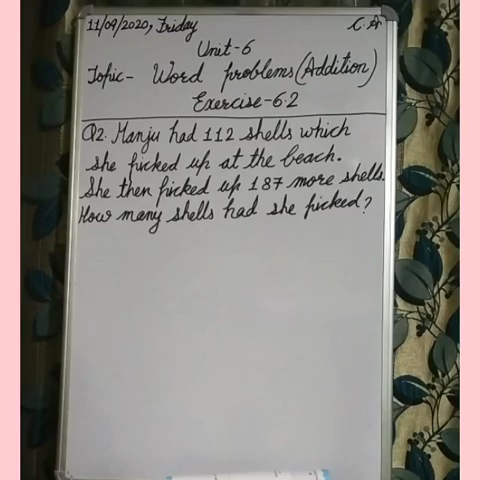 11/09/2020, Friday C.W
Unit-6
Topic- Word problems (Addition)
Exercise-6.2
Q2. Manju had 112 shells which
she picked up at the beach.
She then picked up 187 more shells.
How many shells had she picked?